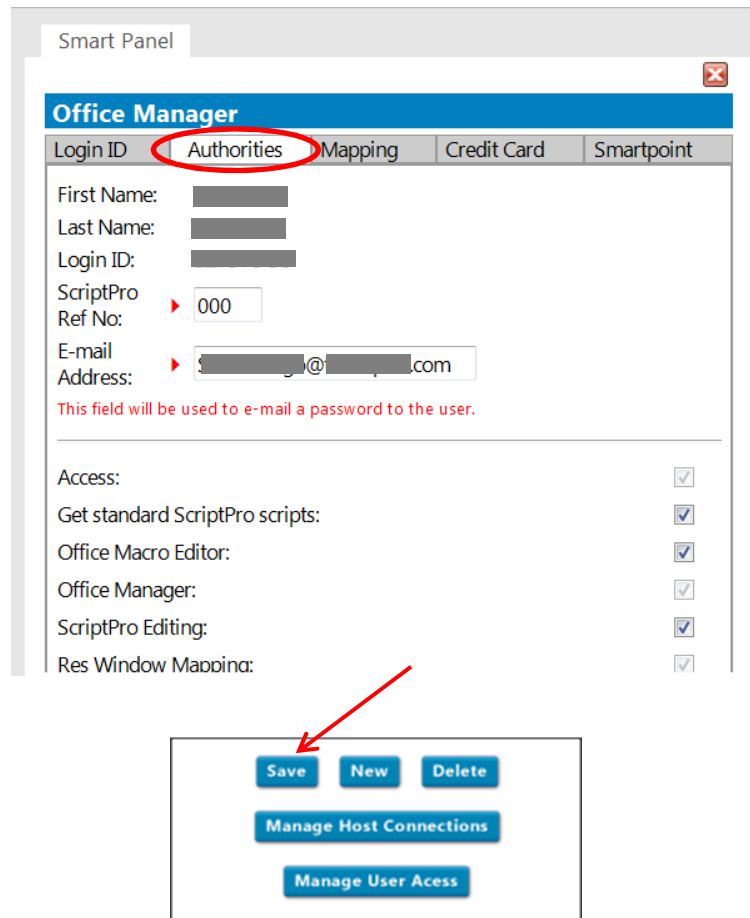 Smart Panel
Office Manager
Login ID Authorities Mapping Credit Card Smartpoint
First Name:
Last Name:
Login ID:
ScriptPro
Ref No: 000
E-mail
Address: @ .com
This field will be used to e-mail a password to the user.
Access:
Get standard ScriptPro scripts:
Office Macro Editor:
Office Manager:
ScriptPro Editing:
Res Window Mapping:
Save New Delete
Manage Host Connections
Manage User Acess